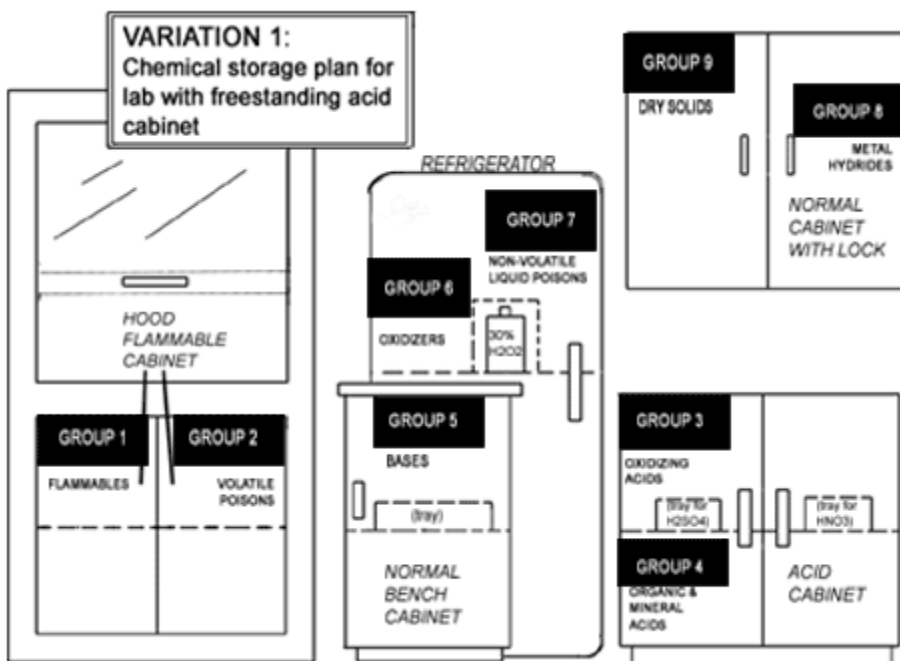 VARIATION 1:
Chemical storage plan for
lab with freestanding acid
cabinet
HOOD
FLAMMABLE
CABINET
GROUP 1
FLAMMABLES
GROUP 2
VOLATILE
POISONS
REFRIGERATOR
GROUP 7
NON-VOLATILE
LIQUID POISONS
GROUP 6
OXIDIZERS
30%
H2O2
GROUP 5
BASES
(tray)
NORMAL
BENCH
CABINET
GROUP 9
DRY SOLIDS
GROUP 8
METAL
HYDRIDES
NORMAL
CABINET
WITH LOCK
GROUP 3
OXIDIZING
ACIDS
(tray for
H2SO4)
(tray for
HNO3)
GROUP 4
ORGANIC &
MINERAL
ACIDS
ACID
CABINET